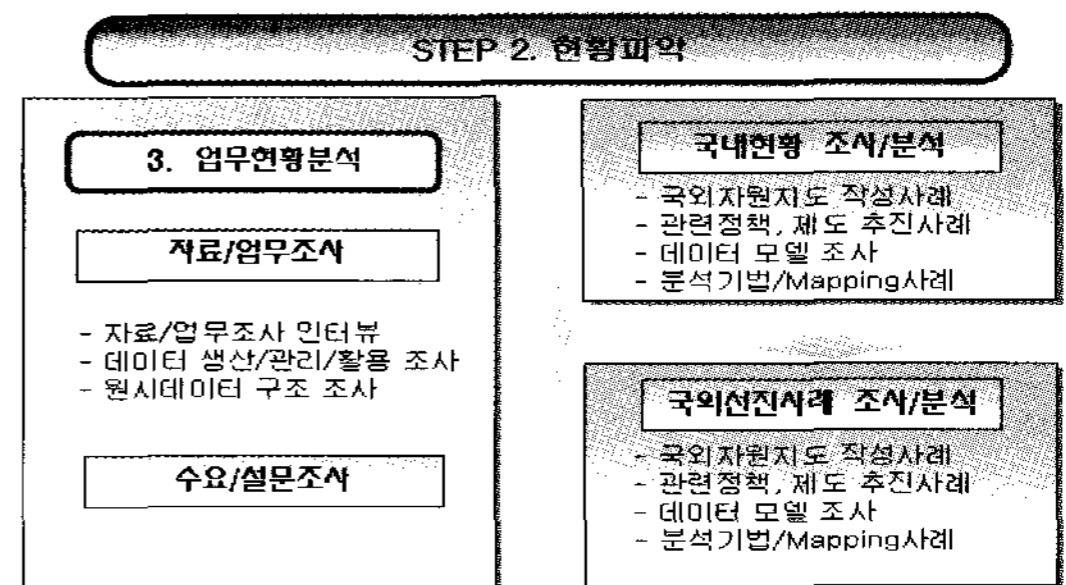 STEP 2. 현황파악
3. 업무현황분석
자료/업무조사
- 자료/업무조사 인터뷰
- 데이터 생산/관리/활용 조사
- 원시데이터 구조 조사
수요/설문조사
국내현황 조사/분석
- 국외자원지도 작성사례
- 관련정책, 제도 추진사례
- 데이터 모델 조사
- 분석기법/Mapping사례
국외선진사례 조사/분석
- 국외자원지도 작성사례
- 관련정책, 제도 추진사례
- 데이터 모델 조사
- 분석기법/Mapping사례